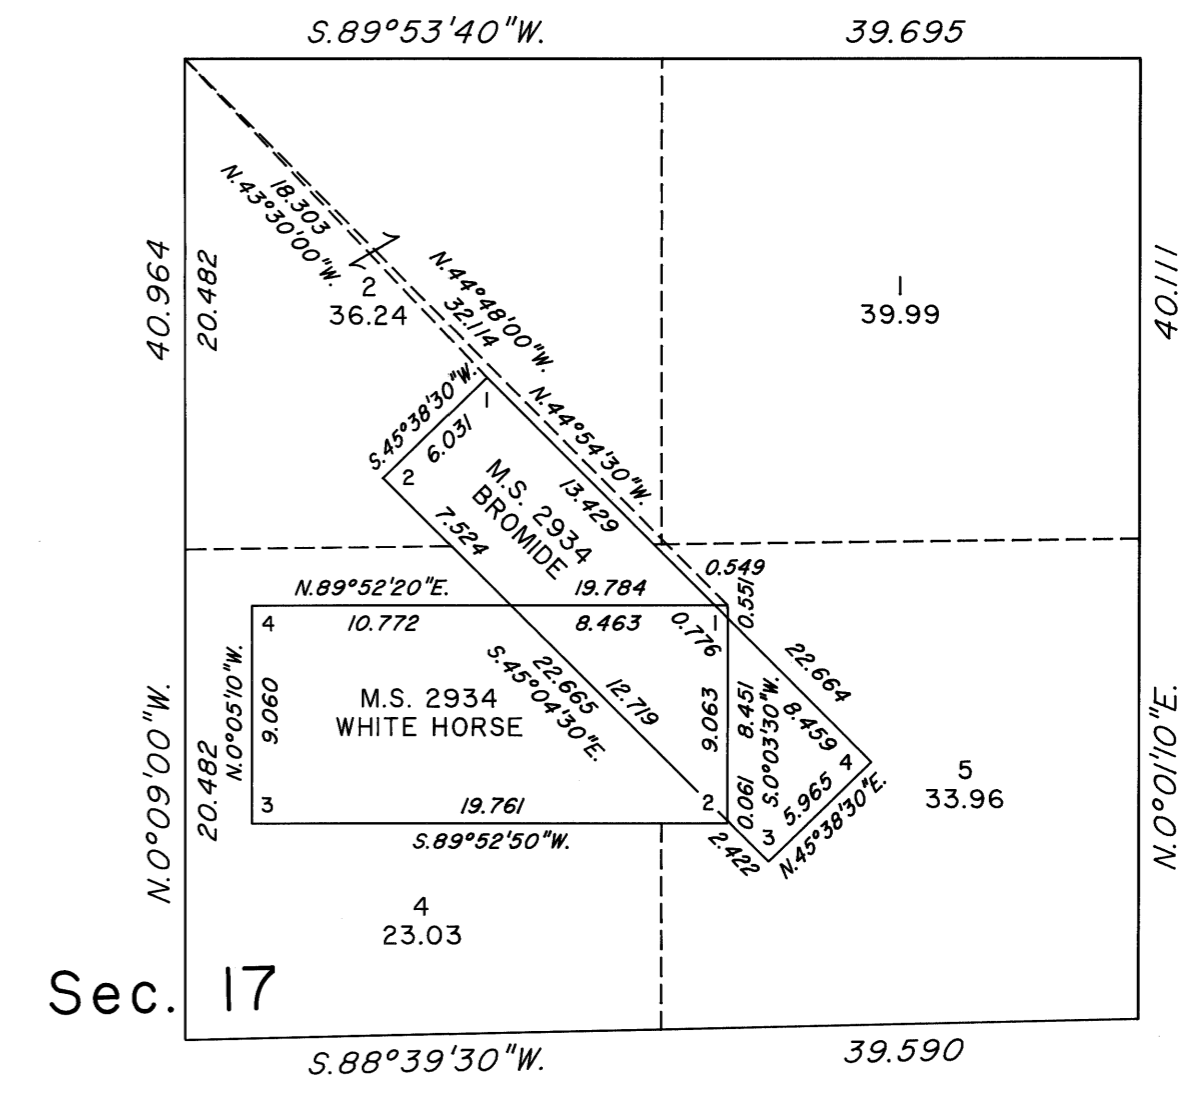 S.89°53'40"W.
39.695
40.964
20.482
N.43°30'00"W.
18.303
2
36.24
N.44°48'00"W.
32.114
1
39.99
40.111
S.45°38'30"W.
6.031
1
2
N.44°54'30"W.
13.429
M.S. 2934
BROMIDE
7.524
0.549
0.551
N.89°52'20"E.
19.784
4
10.772
8.463
0.776
1
N.0°05'10"W.
9.060
M.S. 2934
WHITE HORSE
22.665
S.45°04'30"E.
12.719
9.063
8.451
S.0°03'30"W.
22.664
8.459
4
5
33.96
N.0°09'00"W.
20.482
3
19.761
2
0.061
5.965
N.45°38'30"E.
3
S.89°52'50"W.
2.422
N.0°01'10"E.
4
23.03
Sec. 17
S.88°39'30"W.
39.590